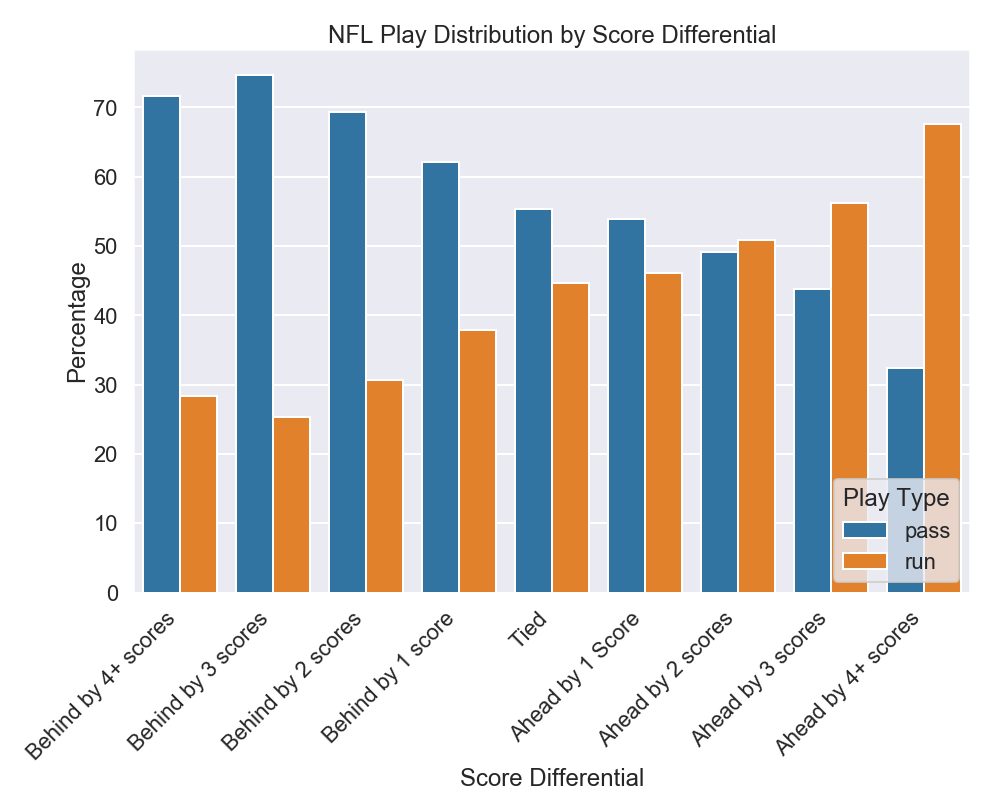 NFL Play Distribution by Score Differential
Percentage
70
60
50
40
30
20
10
0
Play Type
pass
run
Behind by 4+ scores
Behind by 3 scores
Behind by 2 scores
Behind by 1 score
Tied
Ahead by 1 Score
Ahead by 2 scores
Ahead by 3 scores
Ahead by 4+ scores
Score Differential